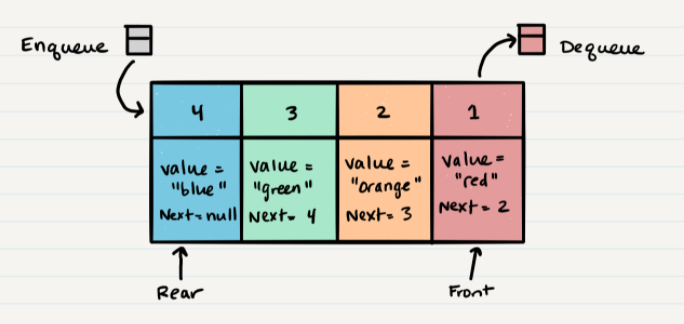 Enqueue
Dequeue
4
3
2
1
value =
"blue"
Next=null
value =
"green"
Next= 4
value =
"orange"
Next= 3
value =
"red"
Next= 2
Rear
Front